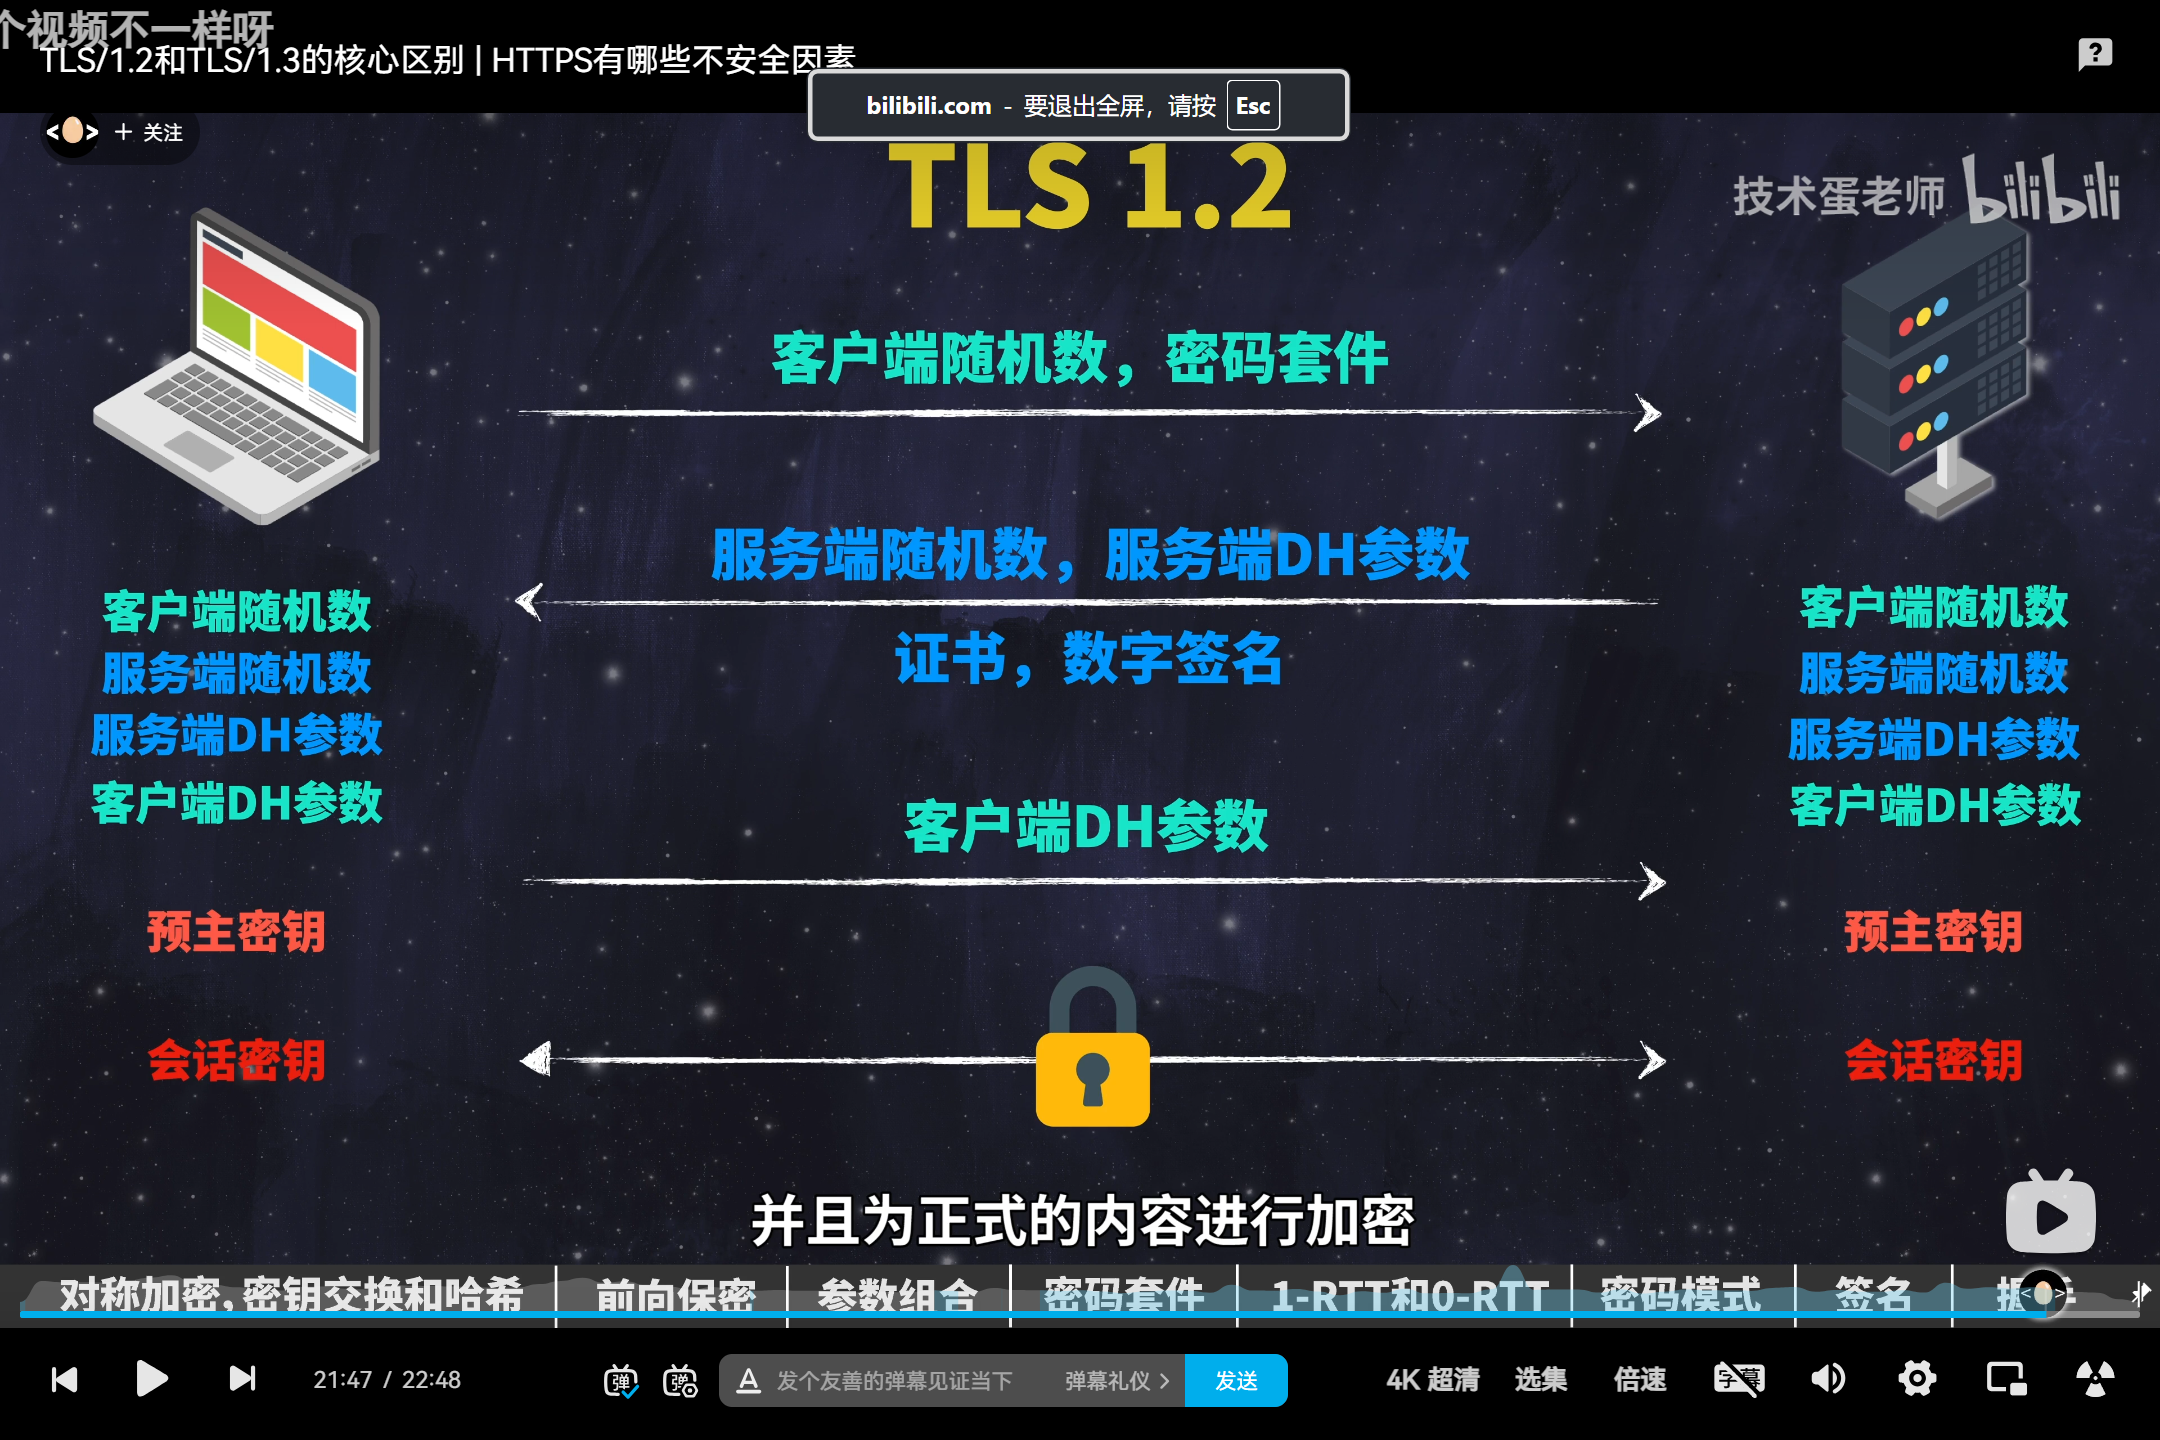 个视频不一样呀
TLS/1.2和TLS/1.3的核心区别 | HTTPS有哪些不安全因素
bilibili.com - 要退出全屏，请按 Esc
+ 关注
TLS 1.2
技术蛋老师 bilibili
客户端随机数，密码套件
服务端随机数，服务端DH参数
证书，数字签名
客户端DH参数
客户端随机数
服务端随机数
服务端DH参数
客户端DH参数
预主密钥
会话密钥
客户端随机数
服务端随机数
服务端DH参数
客户端DH参数
预主密钥
会话密钥
并且为正式的内容进行加密
对称加密,密钥交换和哈希 前向保密 参数组合 密码套件 1-RTT和0-RTT 密码模式 签名
21:47 / 22:48 弹 弹 发个友善的弹幕见证当下 弹幕礼仪 > 发送 4K 超清 选集 倍速 字幕